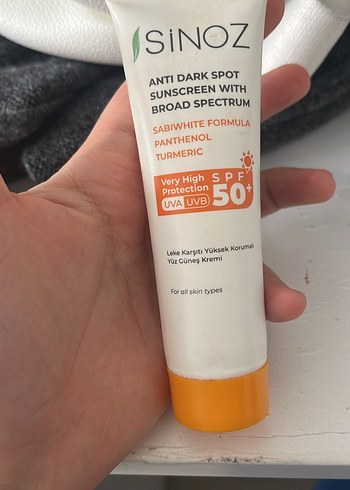 SiNOZ
ANTI DARK SPOT
SUNSCREEN WITH
BROAD SPECTRUM
SABIWHITE FORMULA
PANTHENOL
TURMERIC
Very High
Protection
UVA UVB
SPF
50+
Leke Karşıtı Yüksek Korumalı
Yüz Güneş Kremi
For all skin types